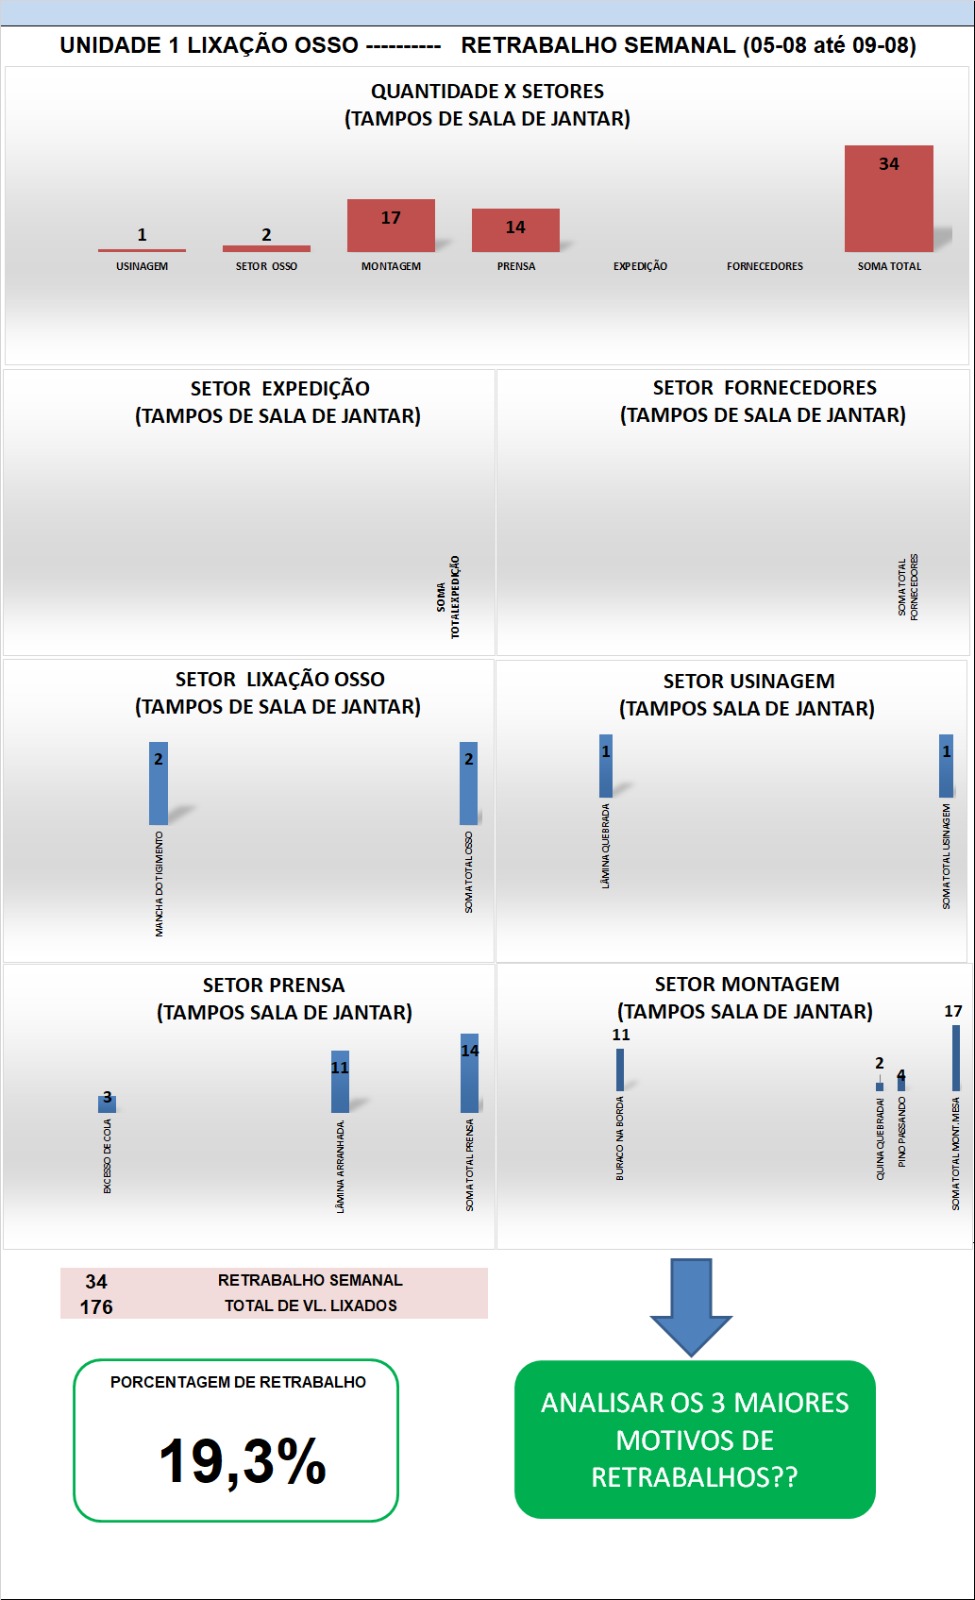 UNIDADE 1 LIXAÇÃO OSSO ---------- RETRABALHO SEMANAL (05-08 até 09-08)
QUANTIDADE X SETORES
(TAMPOS DE SALA DE JANTAR)
1
2
17
14
34
USINAGEM
SETOR OSSO
MONTAGEM
PRENSA
EXPEDIÇÃO
FORNECEDORES
SOMA TOTAL
SETOR EXPEDIÇÃO
(TAMPOS DE SALA DE JANTAR)
SOMA
TOTALEXPEDIÇÃO
SETOR FORNECEDORES
(TAMPOS DE SALA DE JANTAR)
SOMA TOTAL
FORNECEDORES
SETOR LIXAÇÃO OSSO
(TAMPOS DE SALA DE JANTAR)
2
2
MANCHA DO TIGIMENTO
SOMA TOTAL OSSO
SETOR USINAGEM
(TAMPOS SALA DE JANTAR)
1
1
LÂMINA QUEBRADA
SOMA TOTAL USINAGEM
SETOR PRENSA
(TAMPOS SALA DE JANTAR)
3
11
14
EXCESSO DE COLA
LÂMINA ARRANHADA.
SOMA TOTAL PRENSA
SETOR MONTAGEM
(TAMPOS SALA DE JANTAR)
11
2
4
17
BURACO NA BORDA
QUINA QUEBRADA!
PINO PASSANDO
SOMA TOTAL MONT.MESA
34 RETRABALHO SEMANAL
176 TOTAL DE VL. LIXADOS
PORCENTAGEM DE RETRABALHO
19,3%
ANALISAR OS 3 MAIORES
MOTIVOS DE
RETRABALHOS??